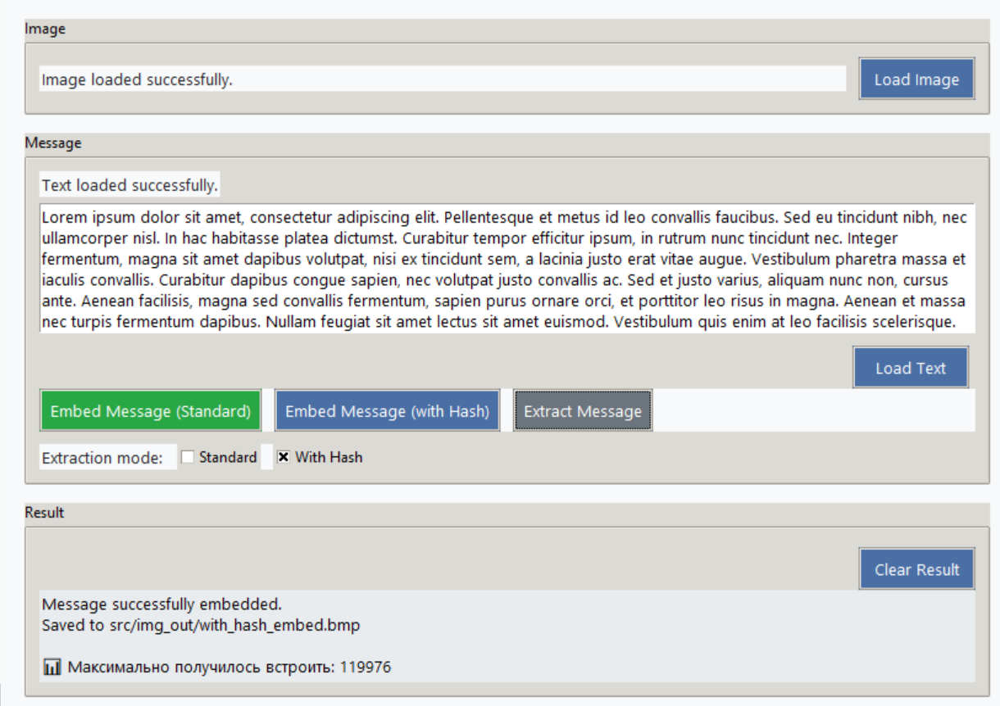 Image
Image loaded successfully.
Load Image
Message
Text loaded successfully.
Lorem ipsum dolor sit amet, consectetur adipiscing elit. Pellentesque et metus id leo convallis faucibus. Sed eu tincidunt nibh, nec
ullamcorper nisl. In hac habitasse platea dictumst. Curabitur tempor efficitur ipsum, in rutrum nunc tincidunt nec. Integer
fermentum, magna sit amet dapibus volutpat, nisi ex tincidunt sem, a lacinia justo erat vitae augue. Vestibulum pharetra massa et
iaculis convallis. Curabitur dapibus congue sapien, nec volutpat justo convallis ac. Sed et justo varius, aliquam nunc non, cursus
ante. Aenean facilisis, magna sed convallis fermentum, sapien purus ornare orci, et porttitor leo risus in magna. Aenean et massa
nec turpis fermentum dapibus. Nullam feugiat sit amet lectus sit amet euismod. Vestibulum quis enim at leo facilisis scelerisque.
Load Text
Embed Message (Standard)
Embed Message (with Hash)
Extract Message
Extraction mode:
Standard
With Hash
Result
Clear Result
Message successfully embedded.
Saved to src/img_out/with_hash_embed.bmp
Максимально получилось встроить: 119976